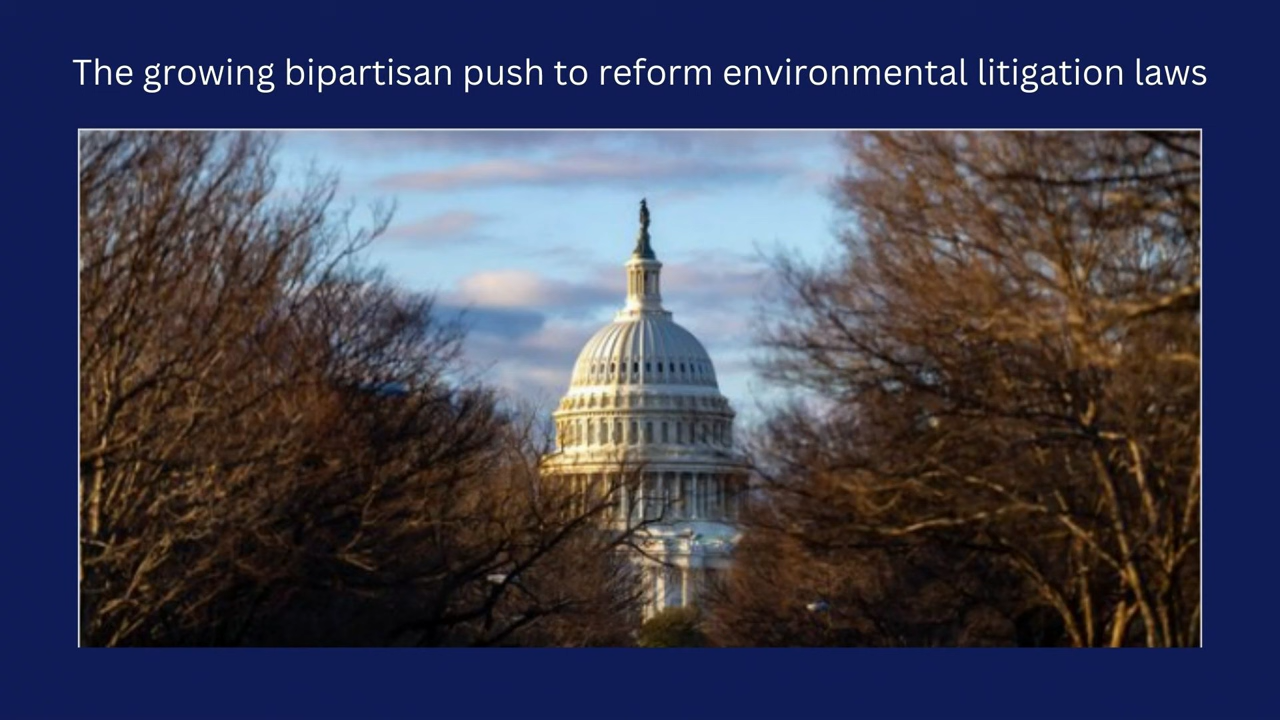 The growing bipartisan push to reform environmental litigation laws